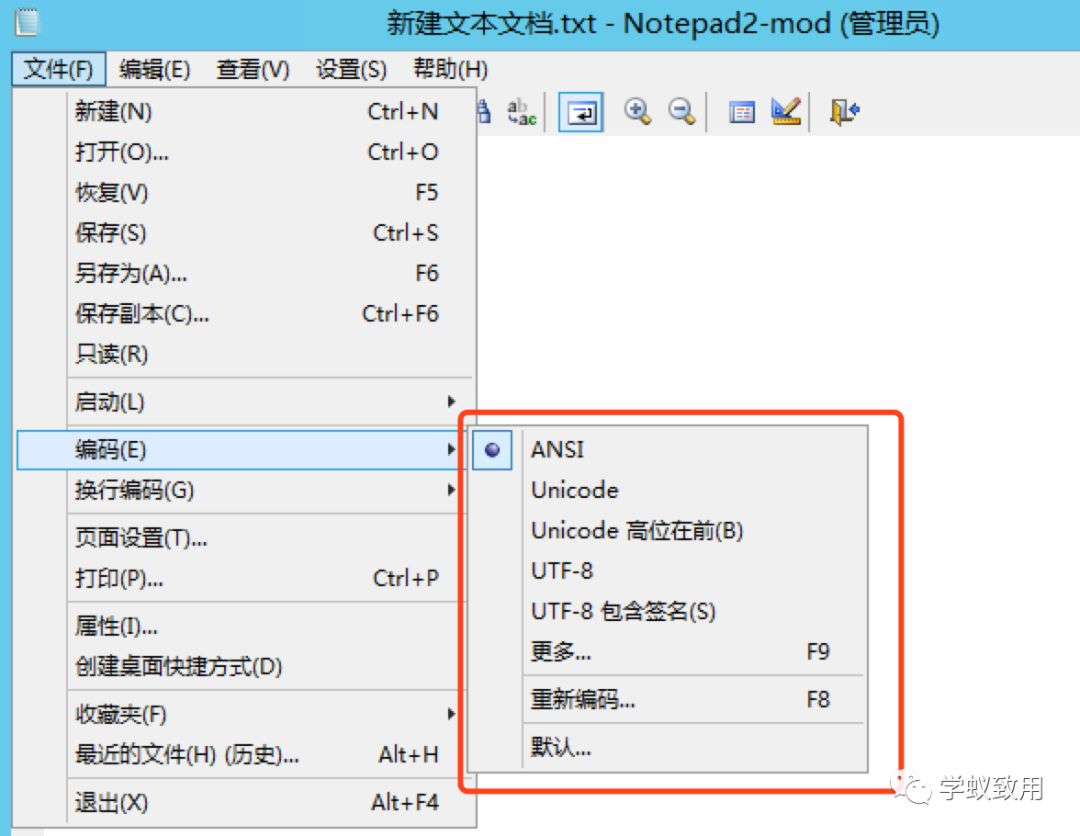 新建文本文档.txt - Notepad2-mod (管理员)
文件(F) 编辑(E) 查看(V) 设置(S) 帮助(H)
新建(N) Ctrl+N
打开(O)... Ctrl+O
恢复(V) F5
保存(S) Ctrl+S
另存为(A)... F6
保存副本(C)... Ctrl+F6
只读(R)
启动(L)
编码(E)
换行编码(G)
页面设置(T)...
打印(P)... Ctrl+P
属性(I)...
创建桌面快捷方式(D)
收藏夹(F)
最近的文件(H) (历史)... Alt+H
退出(X) Alt+F4
ab
ac
ANSI
Unicode
Unicode 高位在前(B)
UTF-8
UTF-8 包含签名(S)
更多... F9
重新编码... F8
默认...
学蚁致用